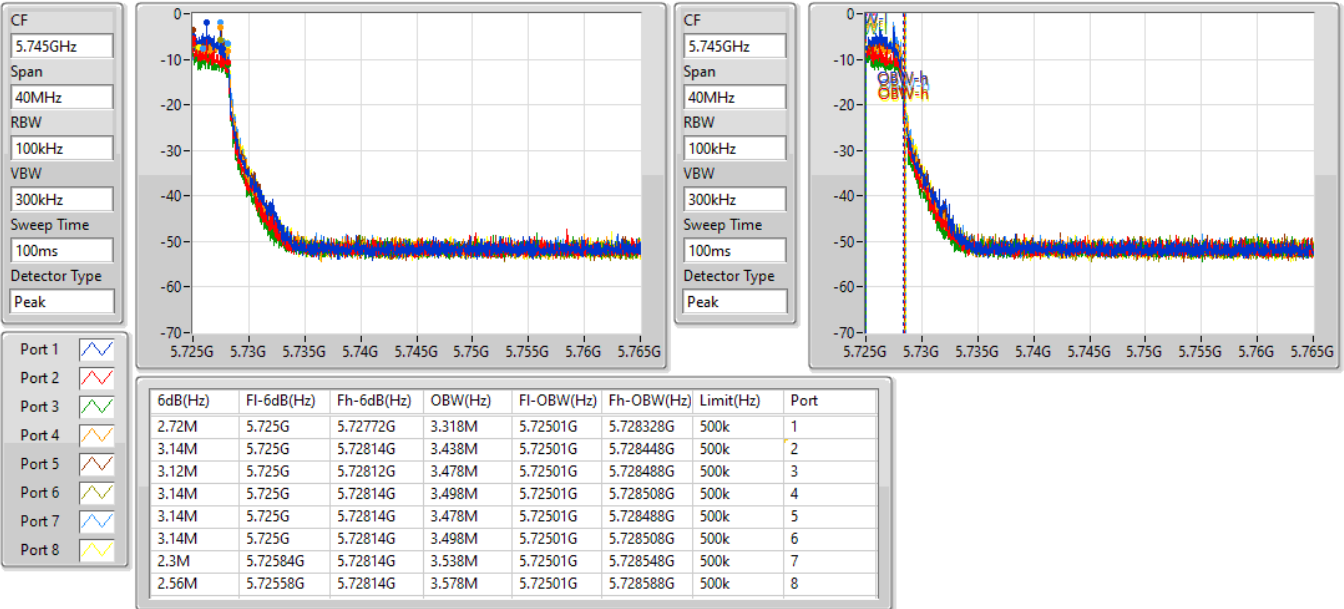 CF
5.745GHz
Span
40MHz
RBW
100kHz
VBW
300kHz
Sweep Time
100ms
Detector Type
Peak
0
-10
-20
-30
-40
-50
-60
-70
5.725G 5.73G 5.735G 5.74G 5.745G 5.75G 5.755G 5.76G 5.765G
CF
5.745GHz
Span
40MHz
RBW
100kHz
VBW
300kHz
Sweep Time
100ms
Detector Type
Peak
0
-10
-20
-30
-40
-50
-60
-70
OBW-h
OBW-h
5.725G 5.73G 5.735G 5.74G 5.745G 5.75G 5.755G 5.76G 5.765G
Port 1
Port 2
Port 3
Port 4
Port 5
Port 6
Port 7
Port 8
6dB(Hz) Fl-6dB(Hz) Fh-6dB(Hz) OBW(Hz) Fl-OBW(Hz) Fh-OBW(Hz) Limit(Hz) Port
2.72M 5.725G 5.72772G 3.318M 5.72501G 5.728328G 500k 1
3.14M 5.725G 5.72814G 3.438M 5.72501G 5.728448G 500k 2
3.12M 5.725G 5.72812G 3.478M 5.72501G 5.728488G 500k 3
3.14M 5.725G 5.72814G 3.498M 5.72501G 5.728508G 500k 4
3.14M 5.725G 5.72814G 3.478M 5.72501G 5.728488G 500k 5
3.14M 5.725G 5.72814G 3.498M 5.72501G 5.728508G 500k 6
2.3M 5.72584G 5.72814G 3.538M 5.72501G 5.728548G 500k 7
2.56M 5.72558G 5.72814G 3.578M 5.72501G 5.728588G 500k 8